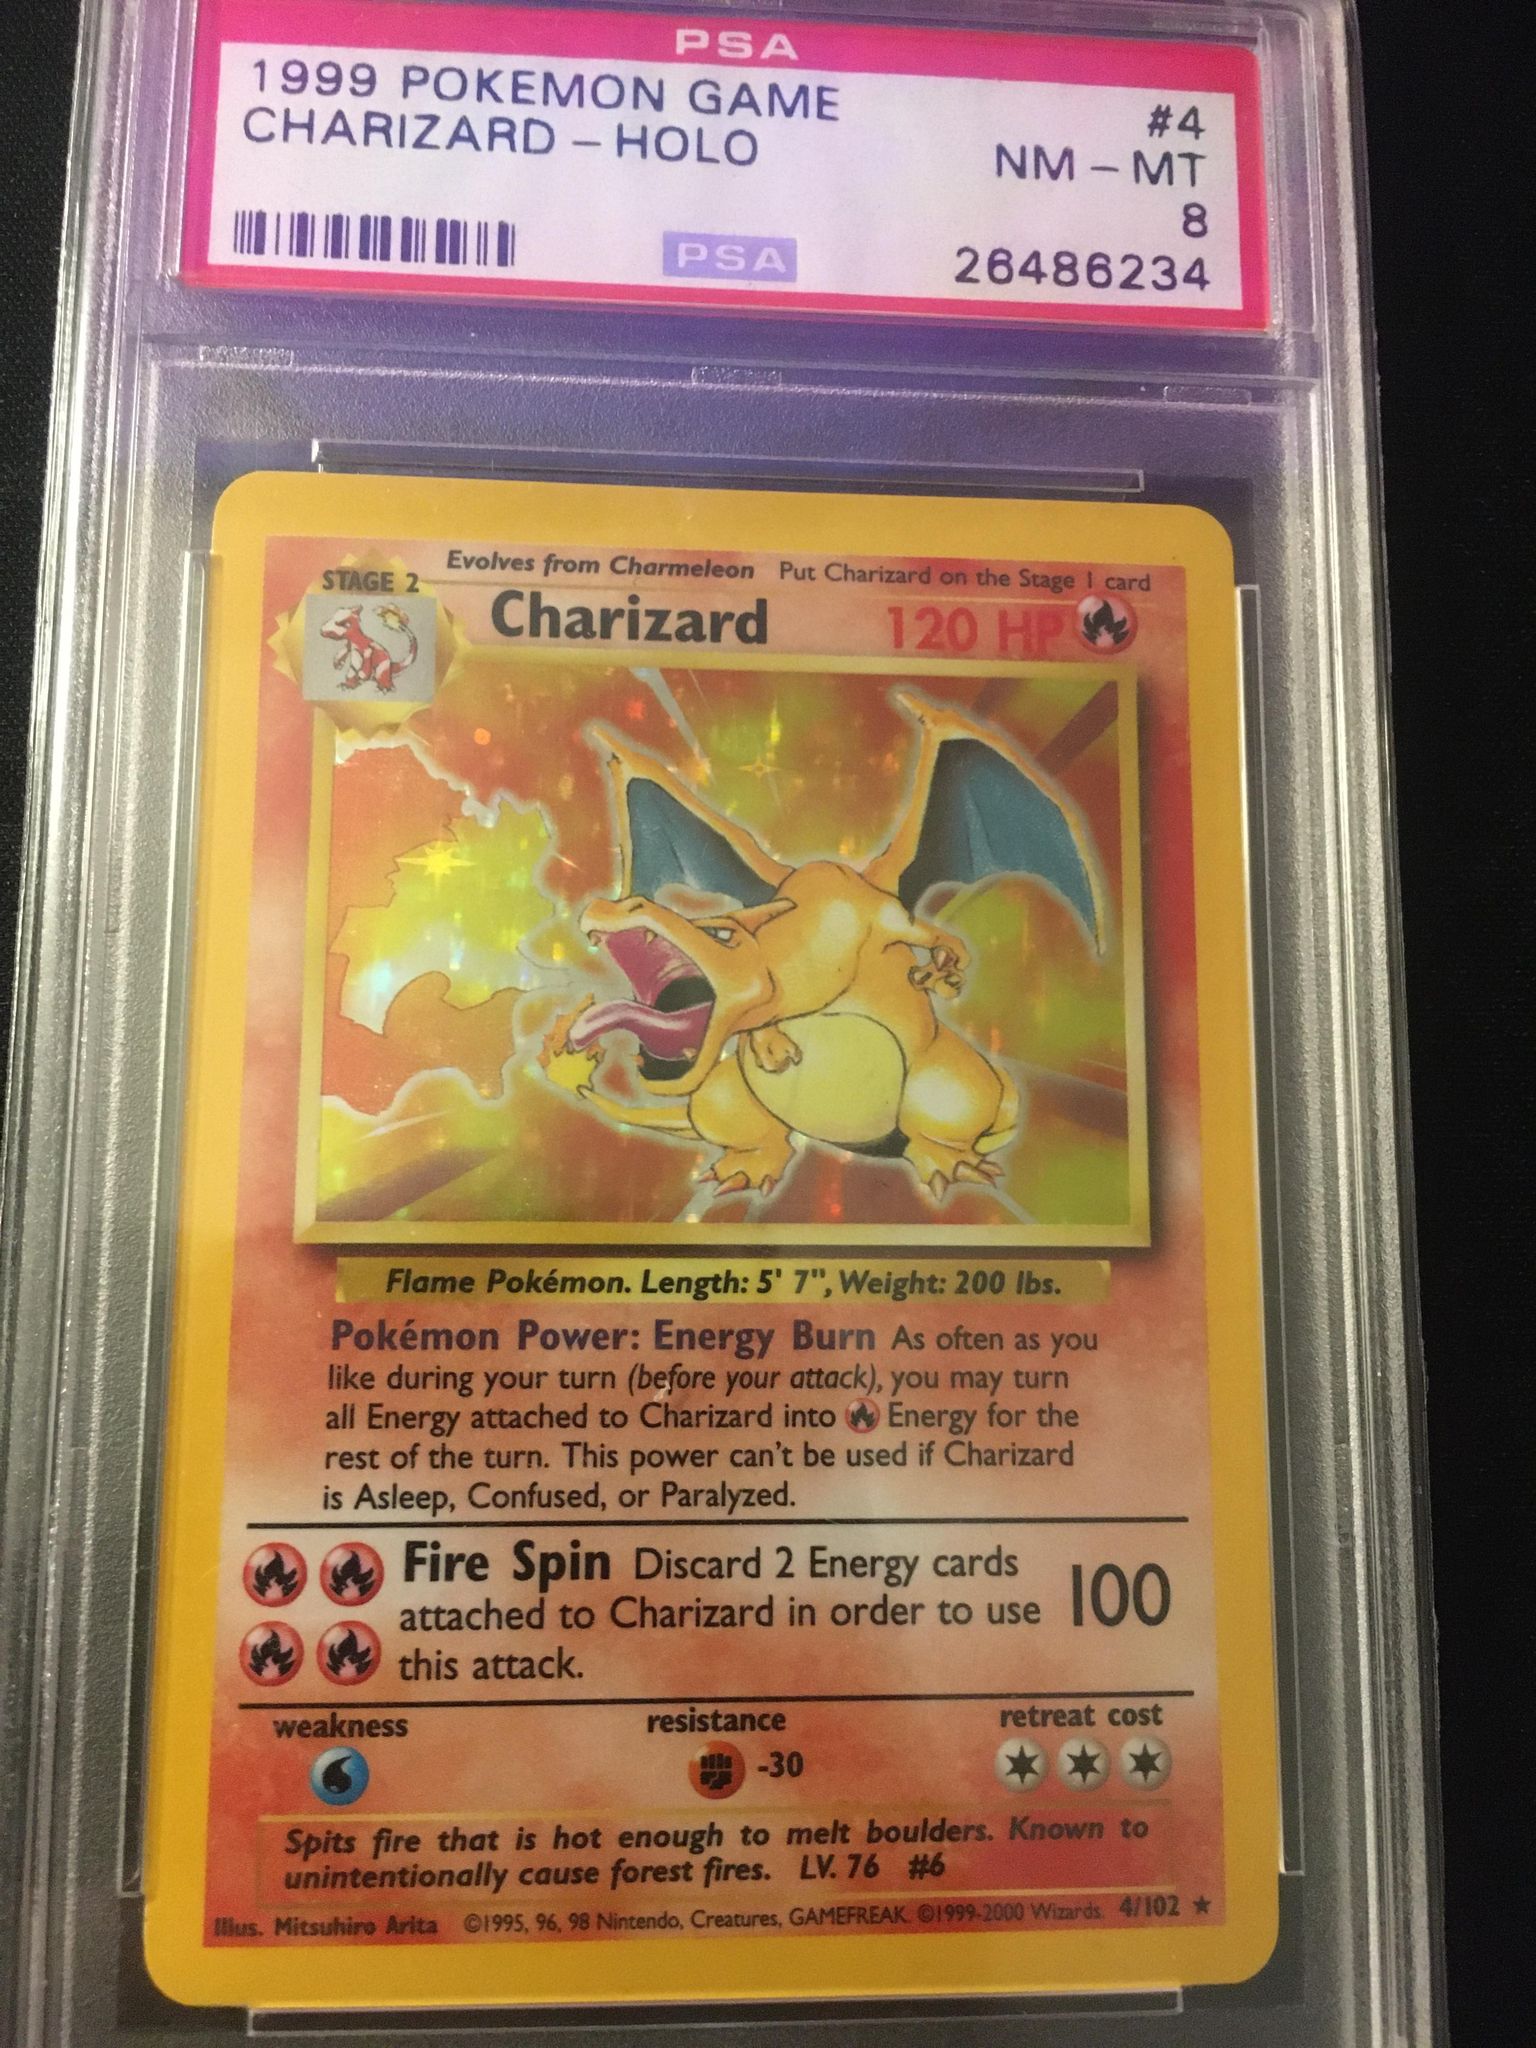 PSA
1999 POKEMON GAME #4
CHARIZARD - HOLO NM - MT
8
PSA 26486234
Evolves from Charmeleon Put Charizard on the Stage 1 card
STAGE 2
Charizard 120 HP
Flame Pokémon. Length: 5' 7", Weight: 200 lbs.
Pokémon Power: Energy Burn As often as you
like during your turn (before your attack), you may turn
all Energy attached to Charizard into Energy for the
rest of the turn. This power can't be used if Charizard
is Asleep, Confused, or Paralyzed.
Fire Spin Discard 2 Energy cards
attached to Charizard in order to use 100
this attack.
weakness resistance retreat cost
-30
Spits fire that is hot enough to melt boulders. Known to
unintentionally cause forest fires. LV. 76 #6
Illus. Mitsuhiro Arita ©1995, 96, 98 Nintendo, Creatures, GAMEFREAK. ©1999-2000 Wizards. 4/102 ★